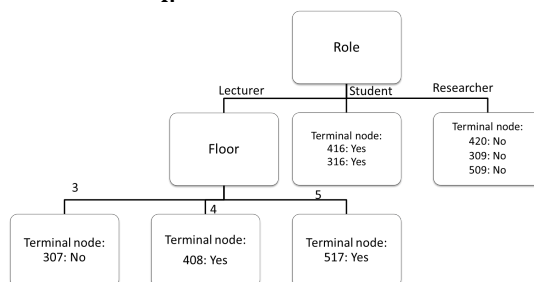 Role
Lecturer
Student
Researcher
Floor
Terminal node:
416: Yes
316: Yes
Terminal node:
420: No
309: No
509: No
3
4
5
Terminal node:
307: No
Terminal node:
408: Yes
Terminal node:
517: Yes